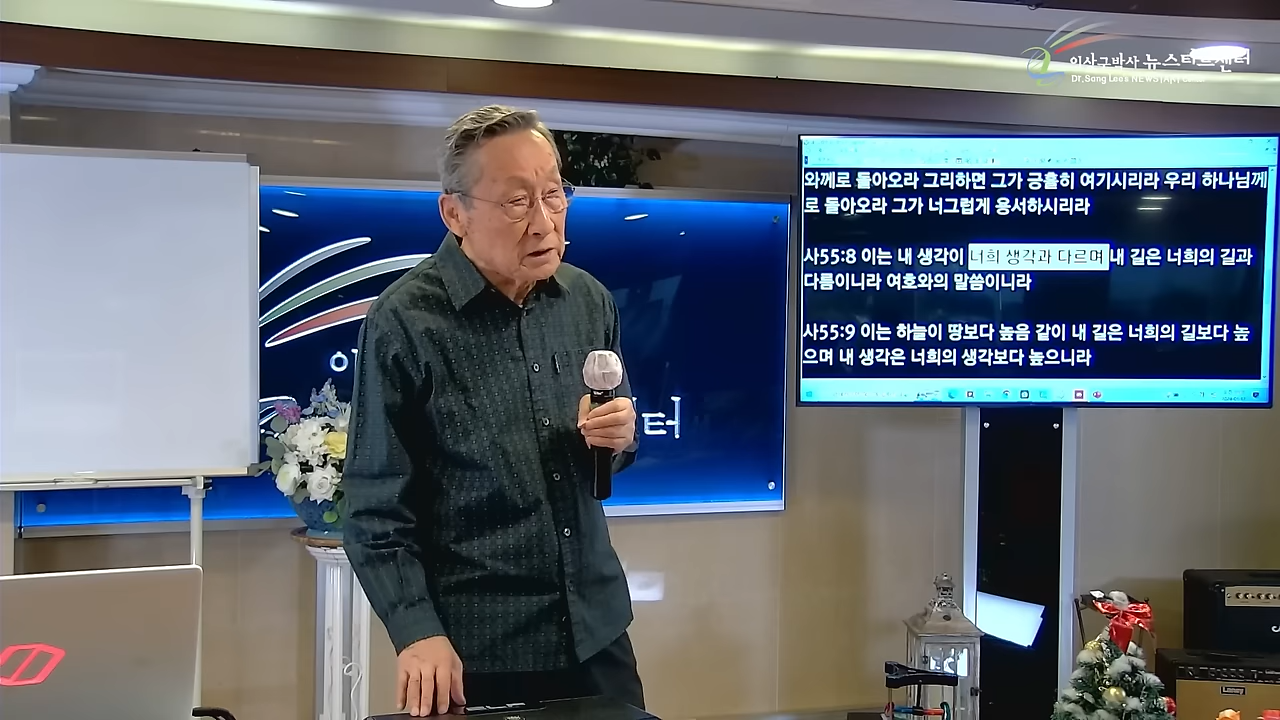 이상구박사 뉴스타트센터
Dr.Sang Lee's NEWSTART Center
와께로 돌아오라 그리하면 그가 긍휼히 여기시리라 우리 하나님께
로 돌아오라 그가 너그럽게 용서하시리라
사55:8 이는 내 생각이 너희 생각과 다르며 내 길은 너희의 길과
다름이니라 여호와의 말씀이니라
사55:9 이는 하늘이 땅보다 높음 같이 내 길은 너희의 길보다 높
으며 내 생각은 너희의 생각보다 높으니라
이
터
Laney